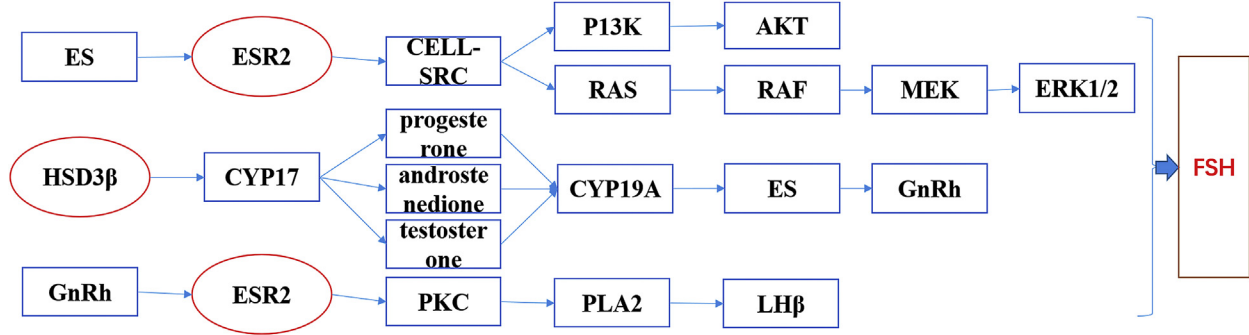 ES
ESR2
CELL-
SRC
P13K
AKT
RAS
RAF
MEK
ERK1/2
HSD3β
CYP17
progeste
rone
androste
nedione
testoster
one
CYP19A
ES
GnRh
GnRh
ESR2
PKC
PLA2
LHβ
FSH